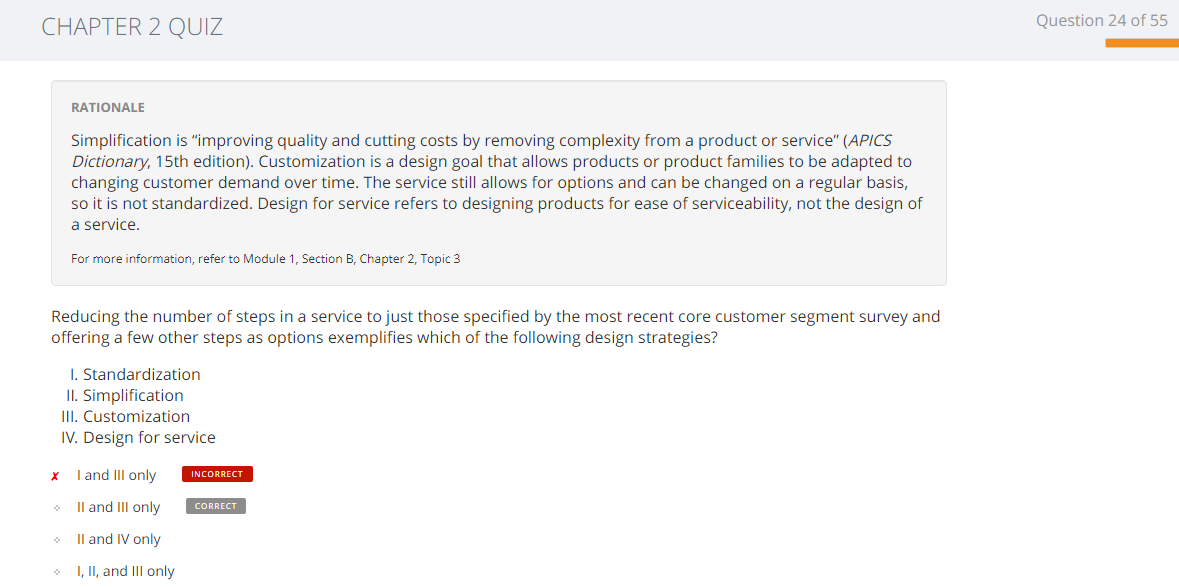 CHAPTER 2 QUIZ
Question 24 of 55
RATIONALE
Simplification is “improving quality and cutting costs by removing complexity from a product or service” (APICS
Dictionary, 15th edition). Customization is a design goal that allows products or product families to be adapted to
changing customer demand over time. The service still allows for options and can be changed on a regular basis,
so it is not standardized. Design for service refers to designing products for ease of serviceability, not the design of
a service.
For more information, refer to Module 1, Section B, Chapter 2, Topic 3
Reducing the number of steps in a service to just those specified by the most recent core customer segment survey and
offering a few other steps as options exemplifies which of the following design strategies?
I. Standardization
II. Simplification
III. Customization
IV. Design for service
✗ I and III only INCORRECT
II and III only CORRECT
II and IV only
I, II, and III only